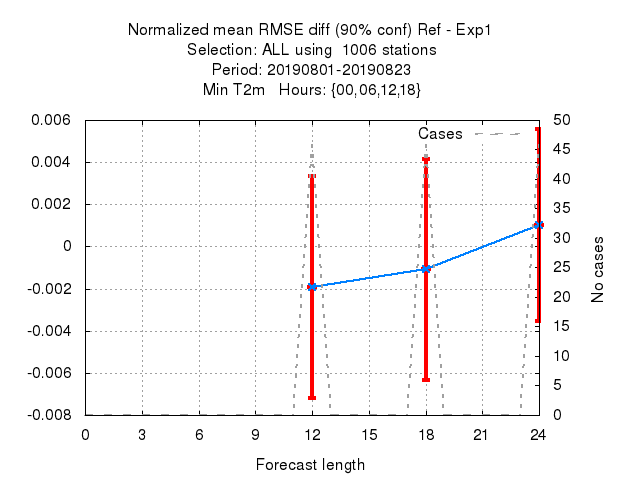 Normalized mean RMSE diff (90% conf) Ref - Exp1
Selection: ALL using  1006 stations
Period: 20190801-20190823
Min T2m   Hours: {00,06,12,18}
Cases
0.006
0.004
0.002
0
-0.002
-0.004
-0.006
-0.008
50
45
40
35
30
25
20
15
10
5
0
No cases
0 3 6 9 12 15 18 21 24
Forecast length